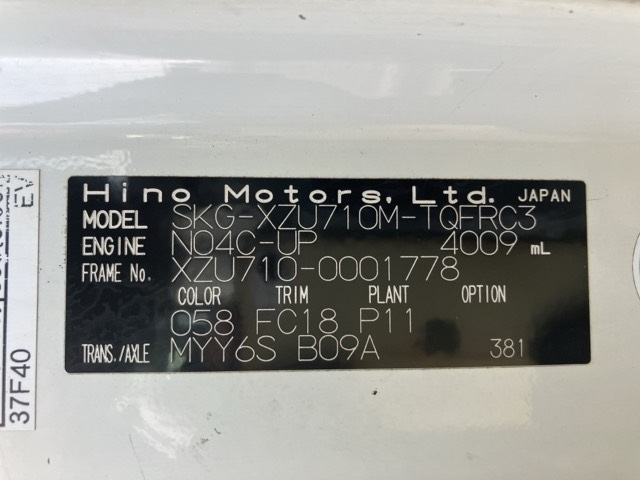 Hino Motors, Ltd. JAPAN
MODEL SKG-XZU710M-TQFRC3
ENGINE N04C-UP 4009 mL
FRAME No. XZU710-0001778
COLOR TRIM PLANT OPTION
058 FC18 P11
TRANS./AXLE MYY6S B09A 381
EV
37F40